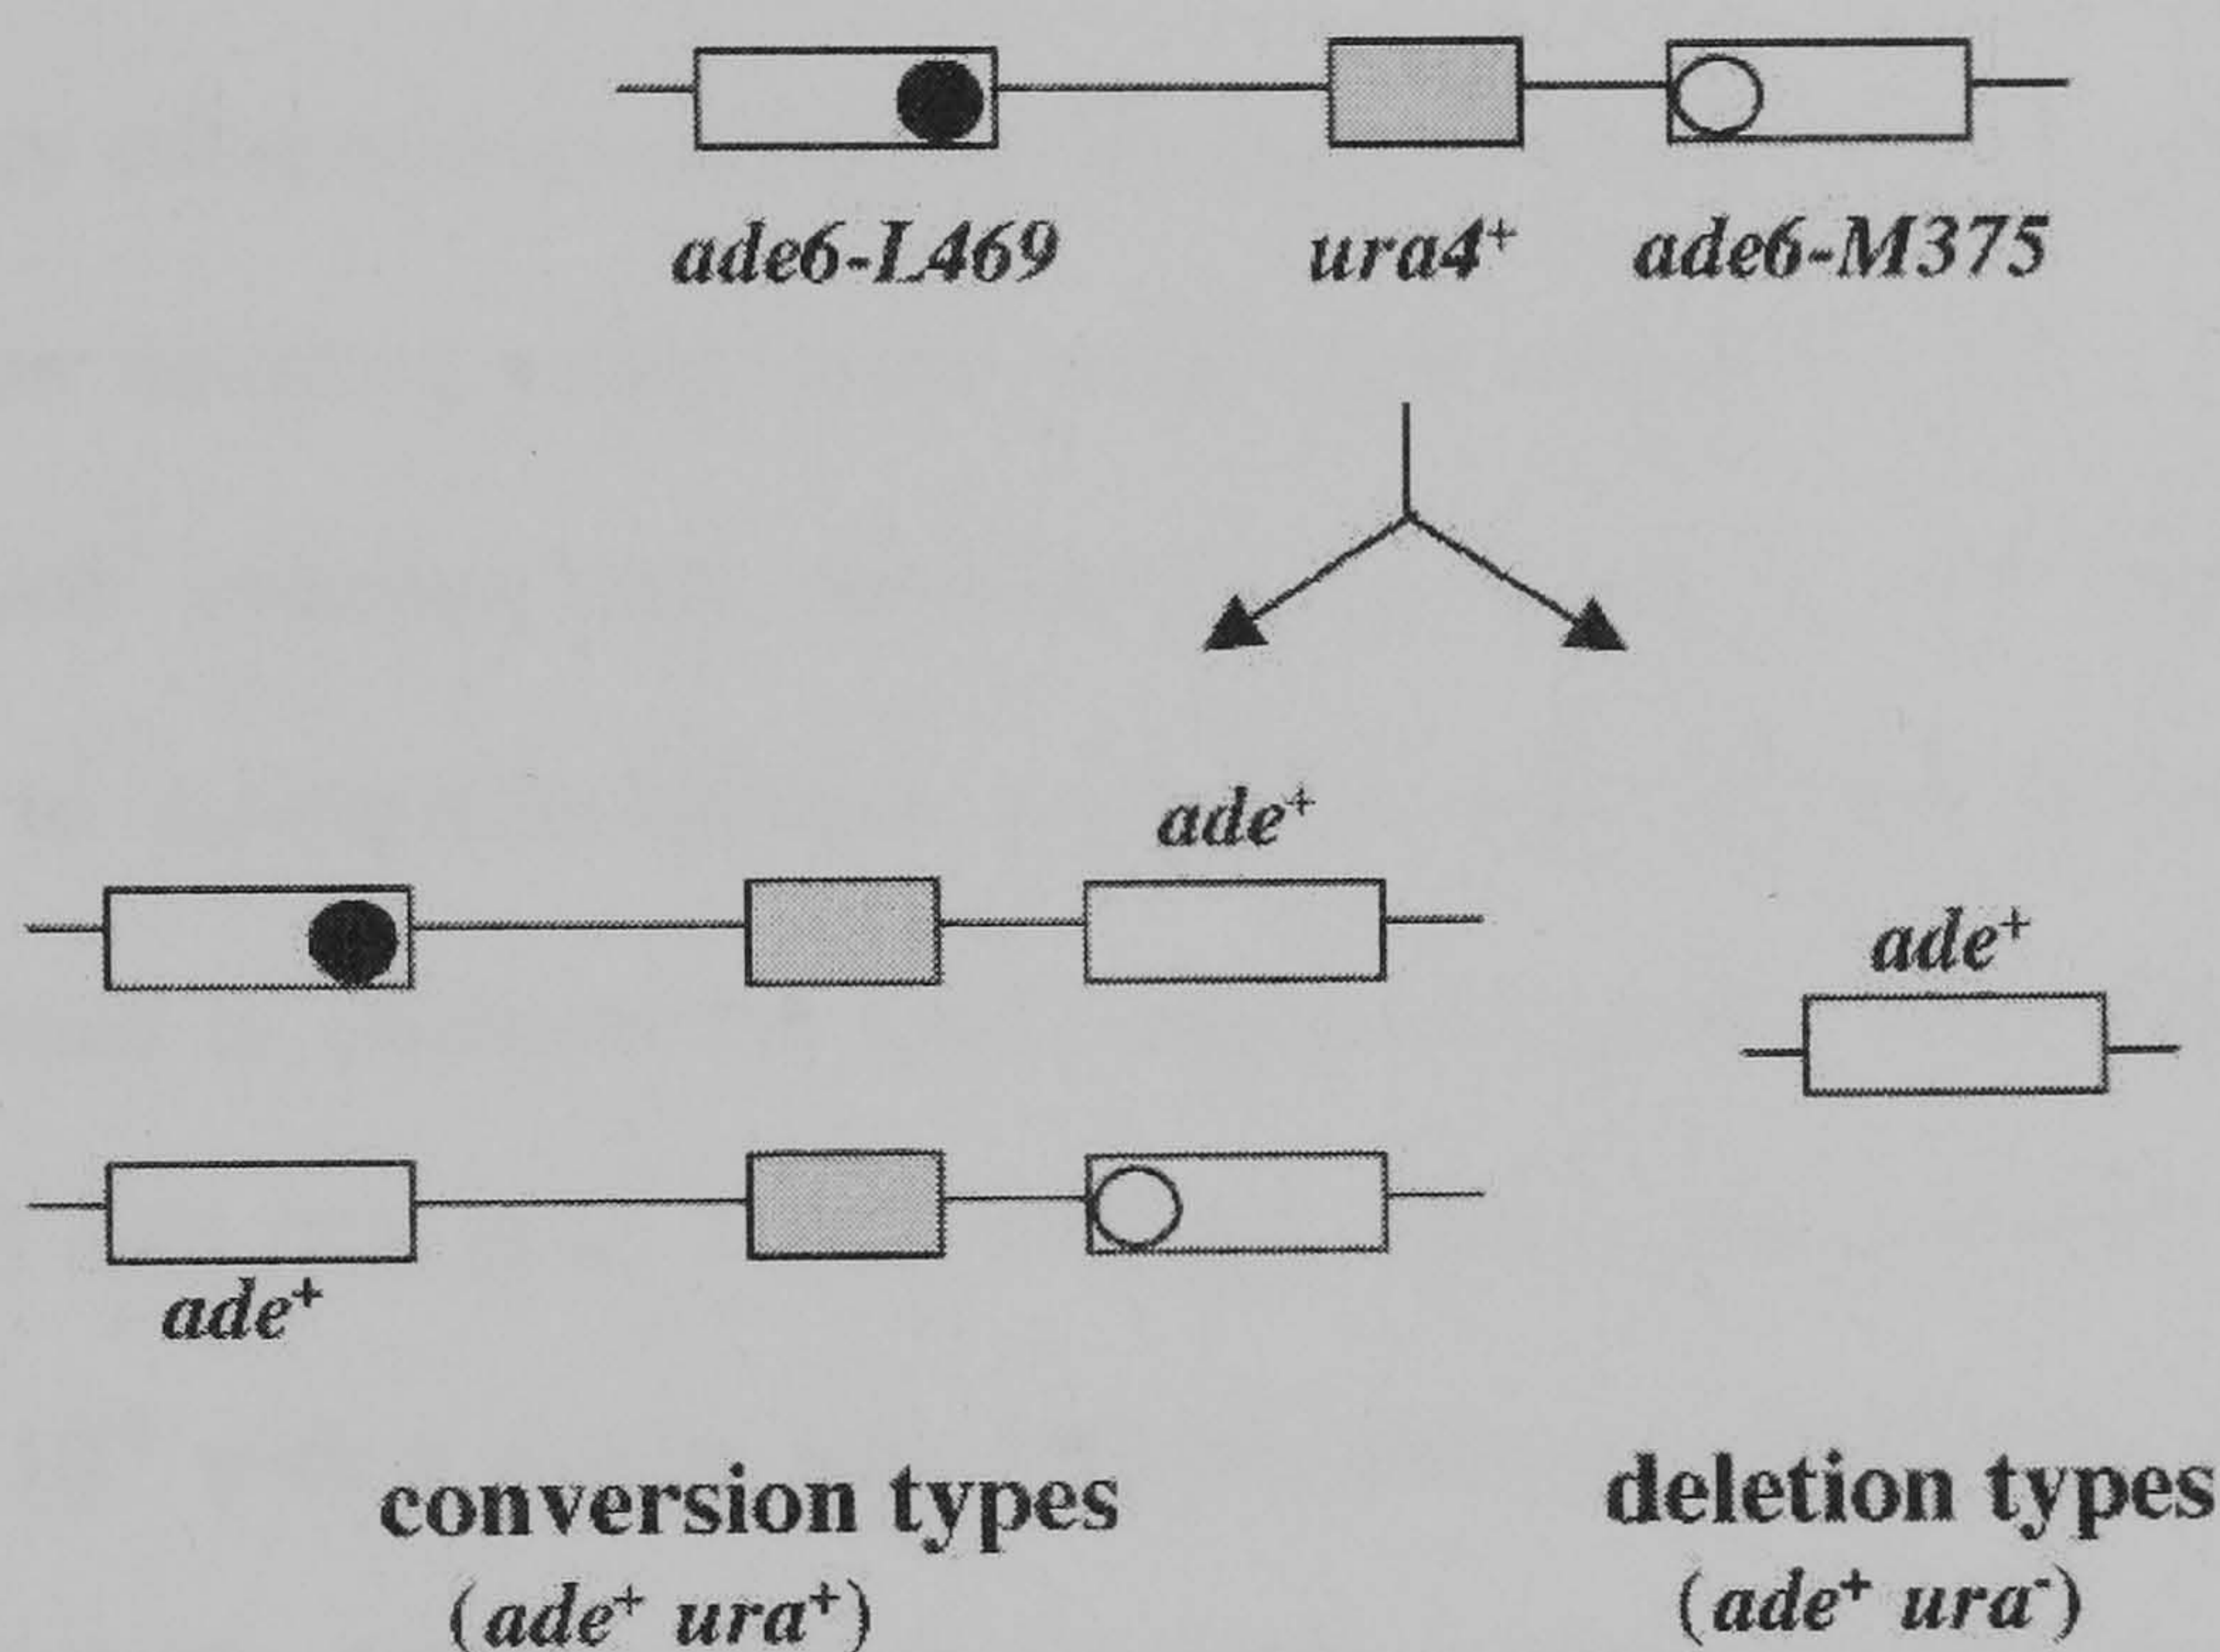 ade6-L469 ura4⁺ ade6-M375
ade⁺
ade⁺
ade⁺
conversion types deletion types
(ade⁺ ura⁺) (ade⁺ ura⁻)